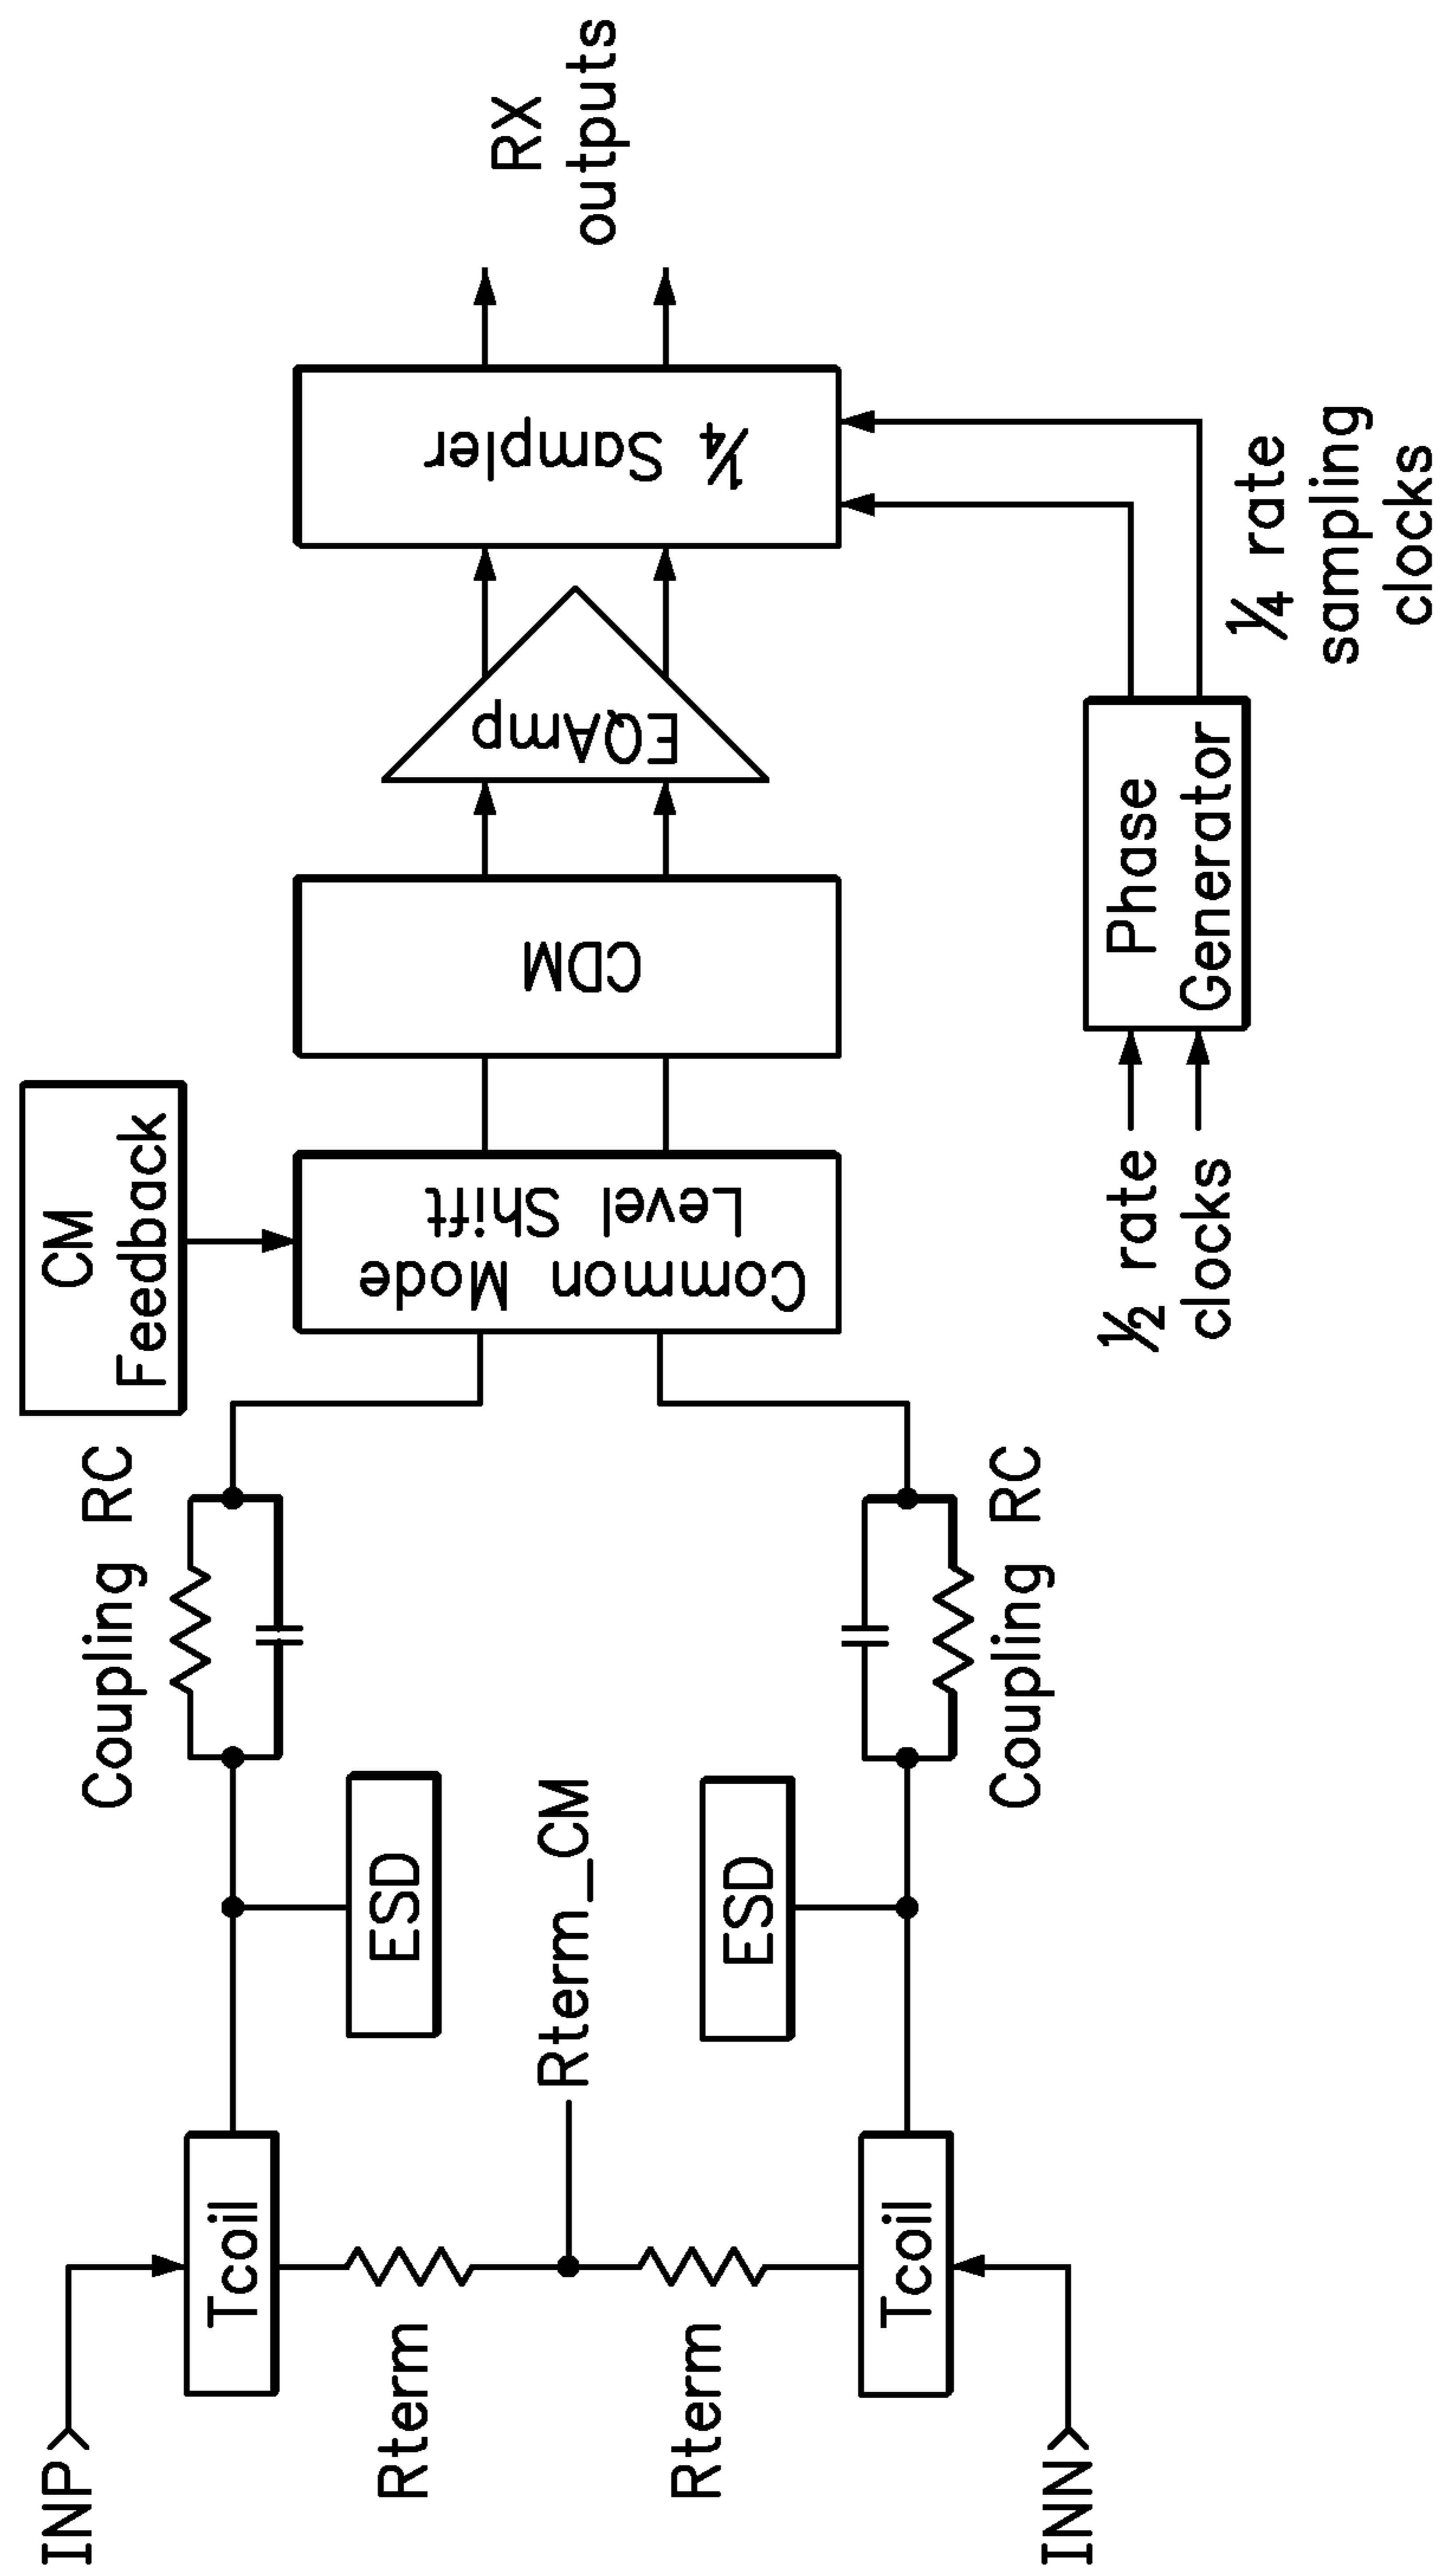 INP
Tcoil
Rterm
Rterm_CM
Rterm
Tcoil
INN
ESD
ESD
Coupling RC
Coupling RC
CM
Feedback
Common Mode
Level Shift
CDM
EQAmp
¼ Sampler
RX
outputs
½ rate
clocks
Phase
Generator
¼ rate
sampling
clocks